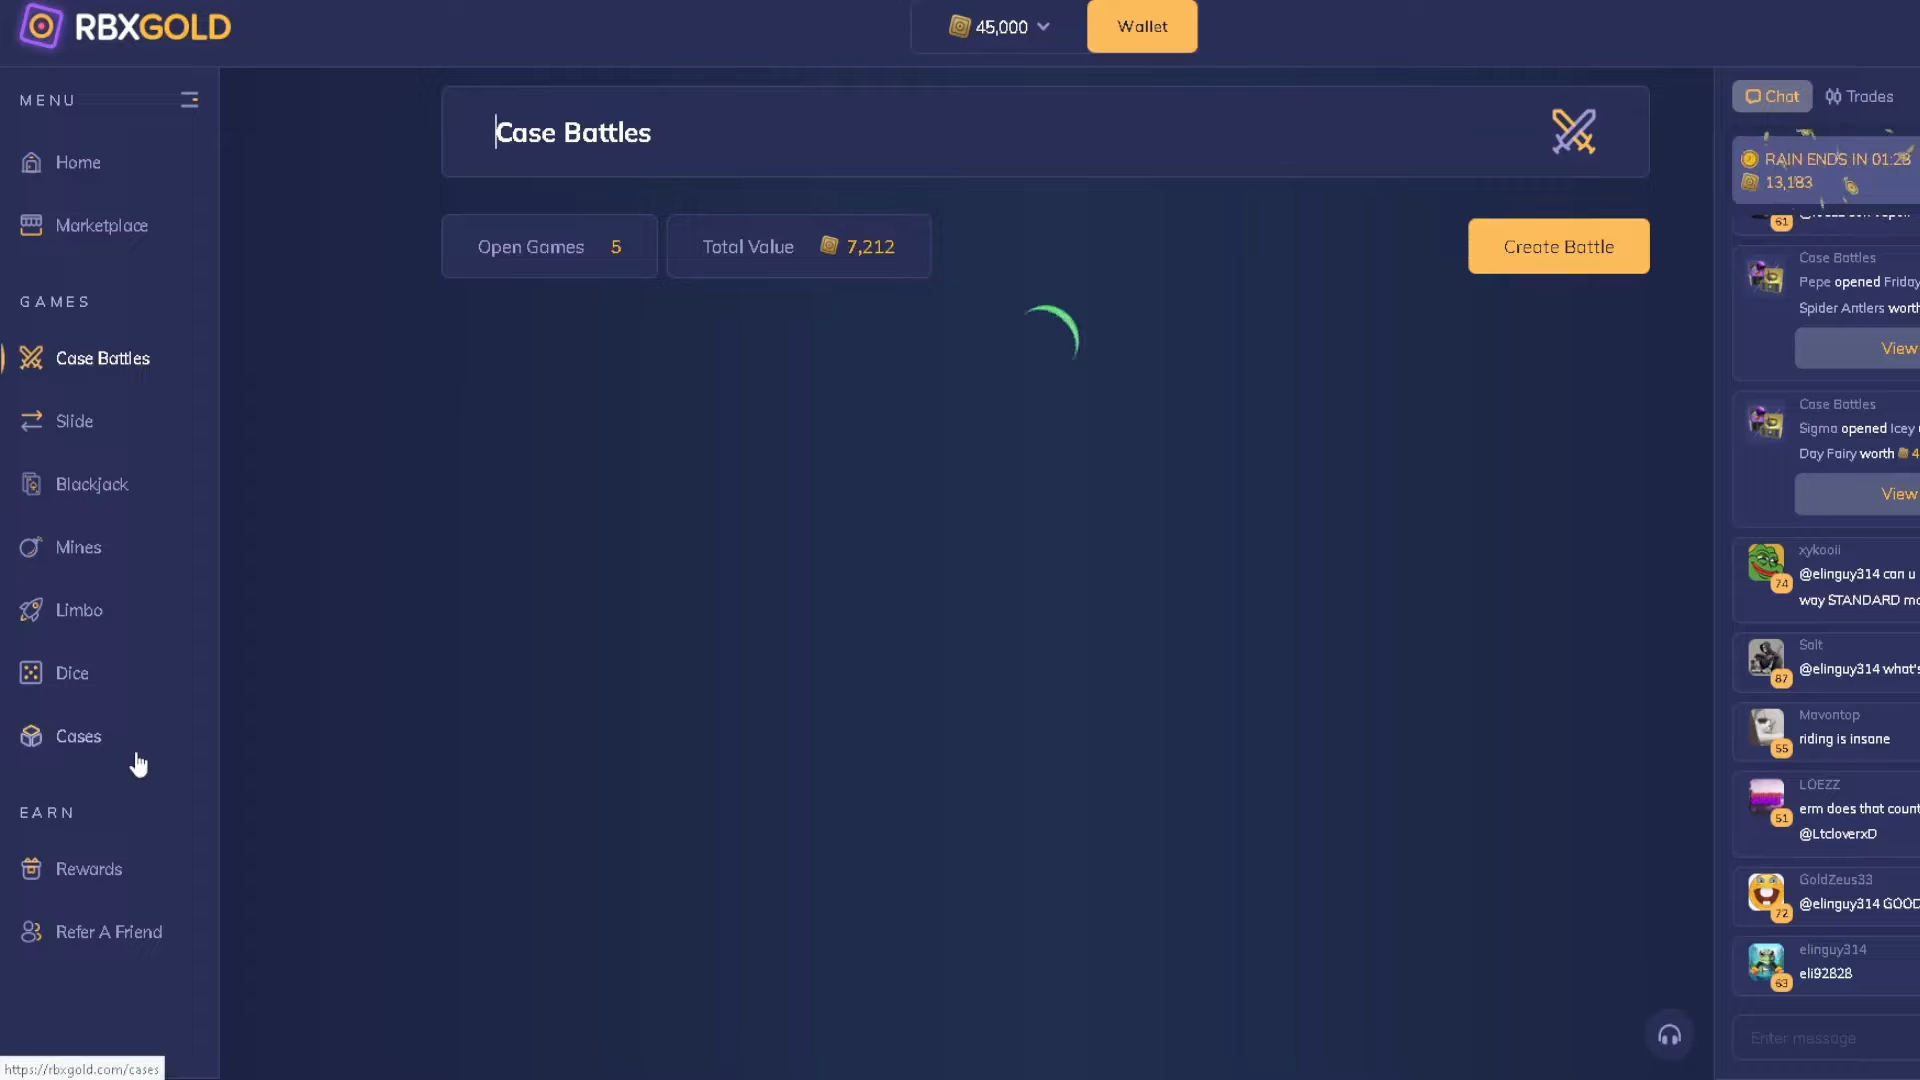 RBXGOLD
45,000
Wallet
MENU
Home
Marketplace
GAMES
Case Battles
Slide
Blackjack
Mines
Limbo
Dice
Cases
EARN
Rewards
Refer A Friend
https://rbxgold.com/cases
Case Battles
Open Games 5
Total Value 7,212
Create Battle
Chat
Trades
RAIN ENDS IN 01:28
13,183
61
Case Battles
Pepe opened Friday
Spider Antlers worth
View
Case Battles
Sigma opened Icey
Day Fairy worth 4
View
xykooii
74
@elinguy314 can u
way STANDARD
Salt
87
@elinguy314 what's
Mavontop
55
riding is insane
LOEZZ
51
erm does that count
@LtcloverxD
GoldZeus33
72
@elinguy314 GOOD
elinguy314
63
eli92828
Enter message